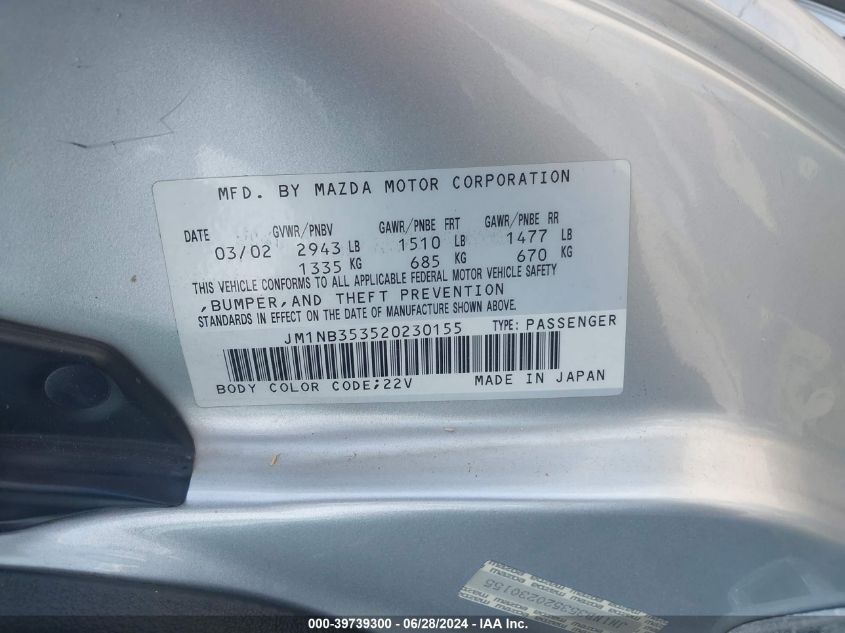 MFD. BY MAZDA MOTOR CORPORATION
DATE GVWR/PNBV GAWR/PNBE FRT GAWR/PNBE RR
03/02 2943 LB 1510 LB 1477 LB
1335 KG 685 KG 670 KG
THIS VEHICLE CONFORMS TO ALL APPLICABLE FEDERAL MOTOR VEHICLE SAFETY
,BUMPER,AND THEFT PREVENTION
STANDARDS IN EFFECT ON THE DATE OF MANUFACTURE SHOWN ABOVE.
JM1NB353520230155 TYPE: PASSENGER
BODY COLOR CODE;22V MADE IN JAPAN
JM1NB353520230155
000-39739300 - 06/28/2024 - IAA Inc.